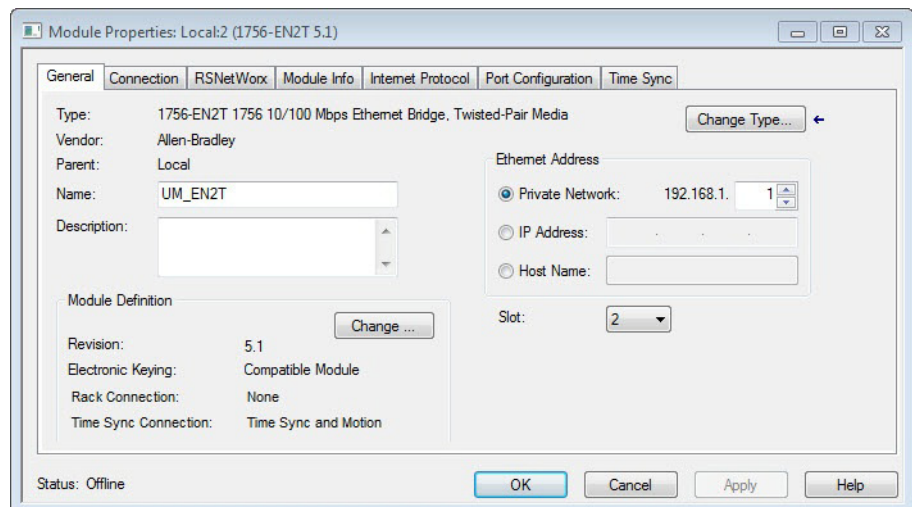 Module Properties: Local:2 (1756-EN2T 5.1)
General Connection RSNetWorx Module Info Internet Protocol Port Configuration Time Sync
Type: 1756-EN2T 1756 10/100 Mbps Ethernet Bridge, Twisted-Pair Media
Change Type...
Vendor: Allen-Bradley
Parent: Local
Name: UM_EN2T
Description:
Ethernet Address
Private Network: 192.168.1. 1
IP Address: . . .
Host Name:
Slot: 2
Module Definition
Change ...
Revision: 5.1
Electronic Keying: Compatible Module
Rack Connection: None
Time Sync Connection: Time Sync and Motion
Status: Offline
OK Cancel Apply Help